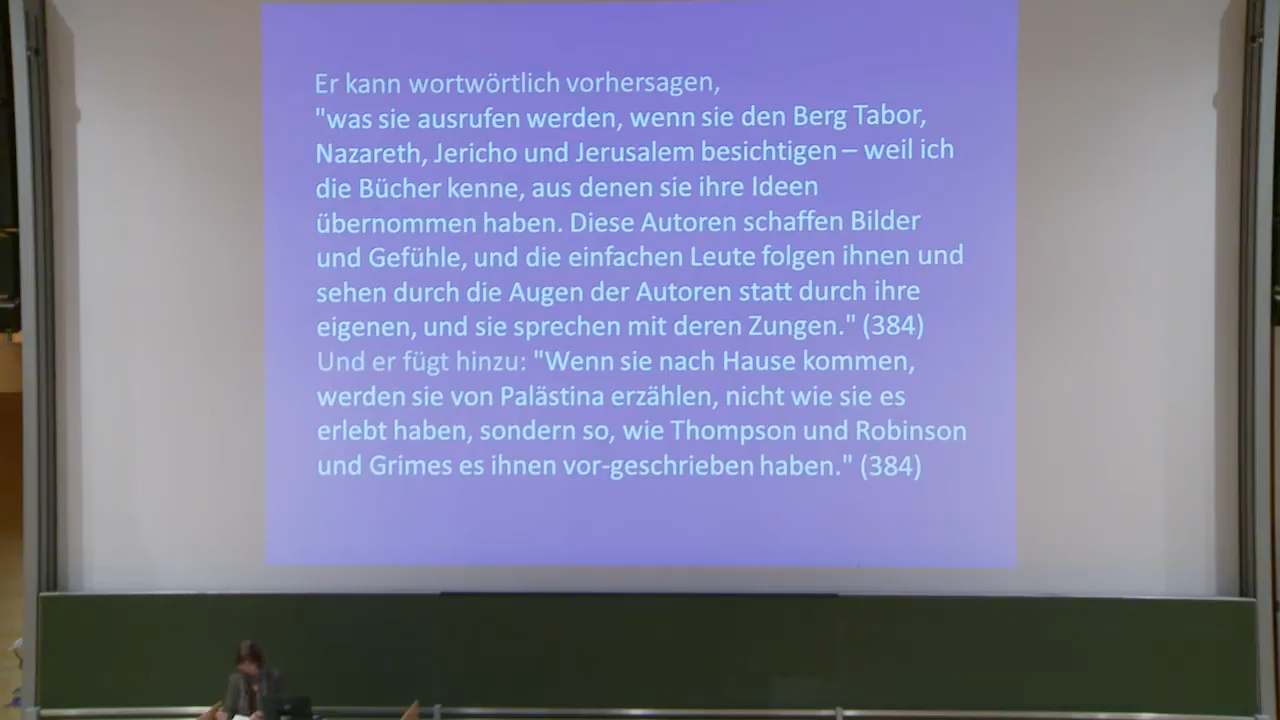 Er kann wortwörtlich vorhersagen,
"was sie ausrufen werden, wenn sie den Berg Tabor,
Nazareth, Jericho und Jerusalem besichtigen – weil ich
die Bücher kenne, aus denen sie ihre Ideen
übernommen haben. Diese Autoren schaffen Bilder
und Gefühle, und die einfachen Leute folgen ihnen und
sehen durch die Augen der Autoren statt durch ihre
eigenen, und sie sprechen mit deren Zungen." (384)
Und er fügt hinzu: "Wenn sie nach Hause kommen,
werden sie von Palästina erzählen, nicht wie sie es
erlebt haben, sondern so, wie Thompson und Robinson
und Grimes es ihnen vor-geschrieben haben." (384)